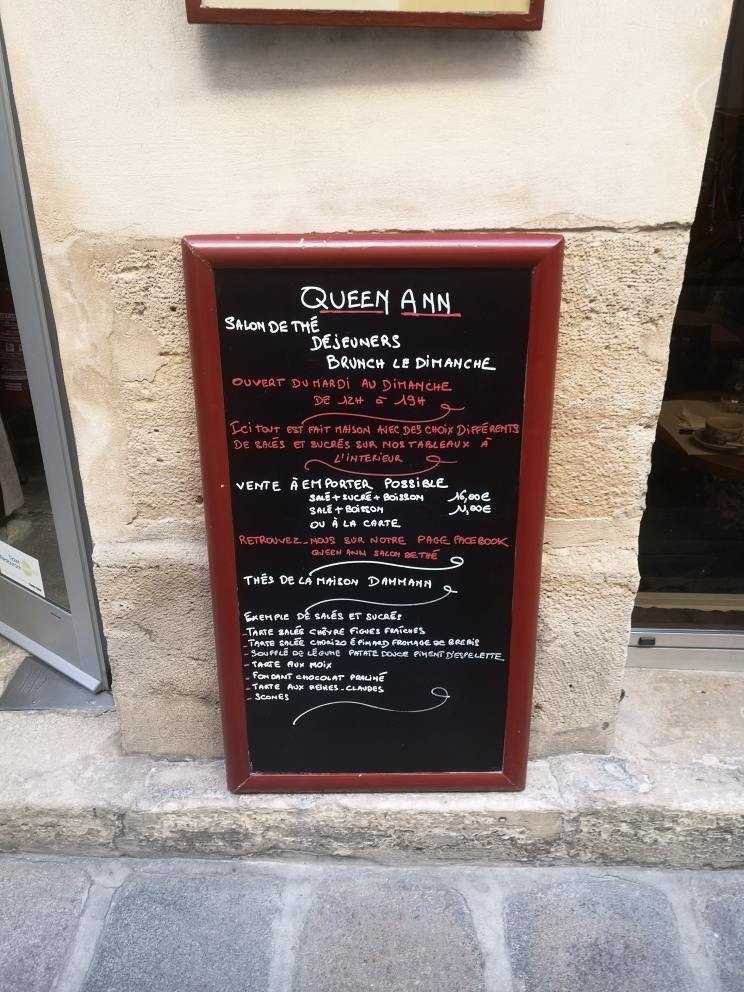 QUEEN ANN
SALON DE THÉ
DÉJEUNERS
BRUNCH LE DIMANCHE
OUVERT DU MARDI AU DIMANCHE
DE 12H à 19H
ICI TOUT EST FAIT MAISON AVEC DES CHOIX DIFFÉRENTS
DE SALÉS ET SUCRÉS SUR NOS TABLEAUX À
L'INTERIEUR
VENTE À EMPORTER POSSIBLE
SALÉ + SUCRÉ + BOISSON 16,00€
SALÉ + BOISSON 11,00€
OU À LA CARTE
RETROUVEZ-NOUS SUR NOTRE PAGE FACEBOOK
QUEEN ANN SALON DE THÉ
THÉS DE LA MAISON DAMMANN
EXEMPLE DE SALÉS ET SUCRÉS
- TARTE SALÉE CHÈVRE FIGUES FRAÎCHES
- TARTE SALÉE CHORIZO ÉPINARD FROMAGE DE BREBIS
- SOUFFLÉ DE LÉGUME PATATE DOUCE PIMENT D'ESPELETTE
- TARTE AUX NOIX
- FONDANT CHOCOLAT PRALINÉ
- TARTE AUX REINES-CLAUDES
- SCONES